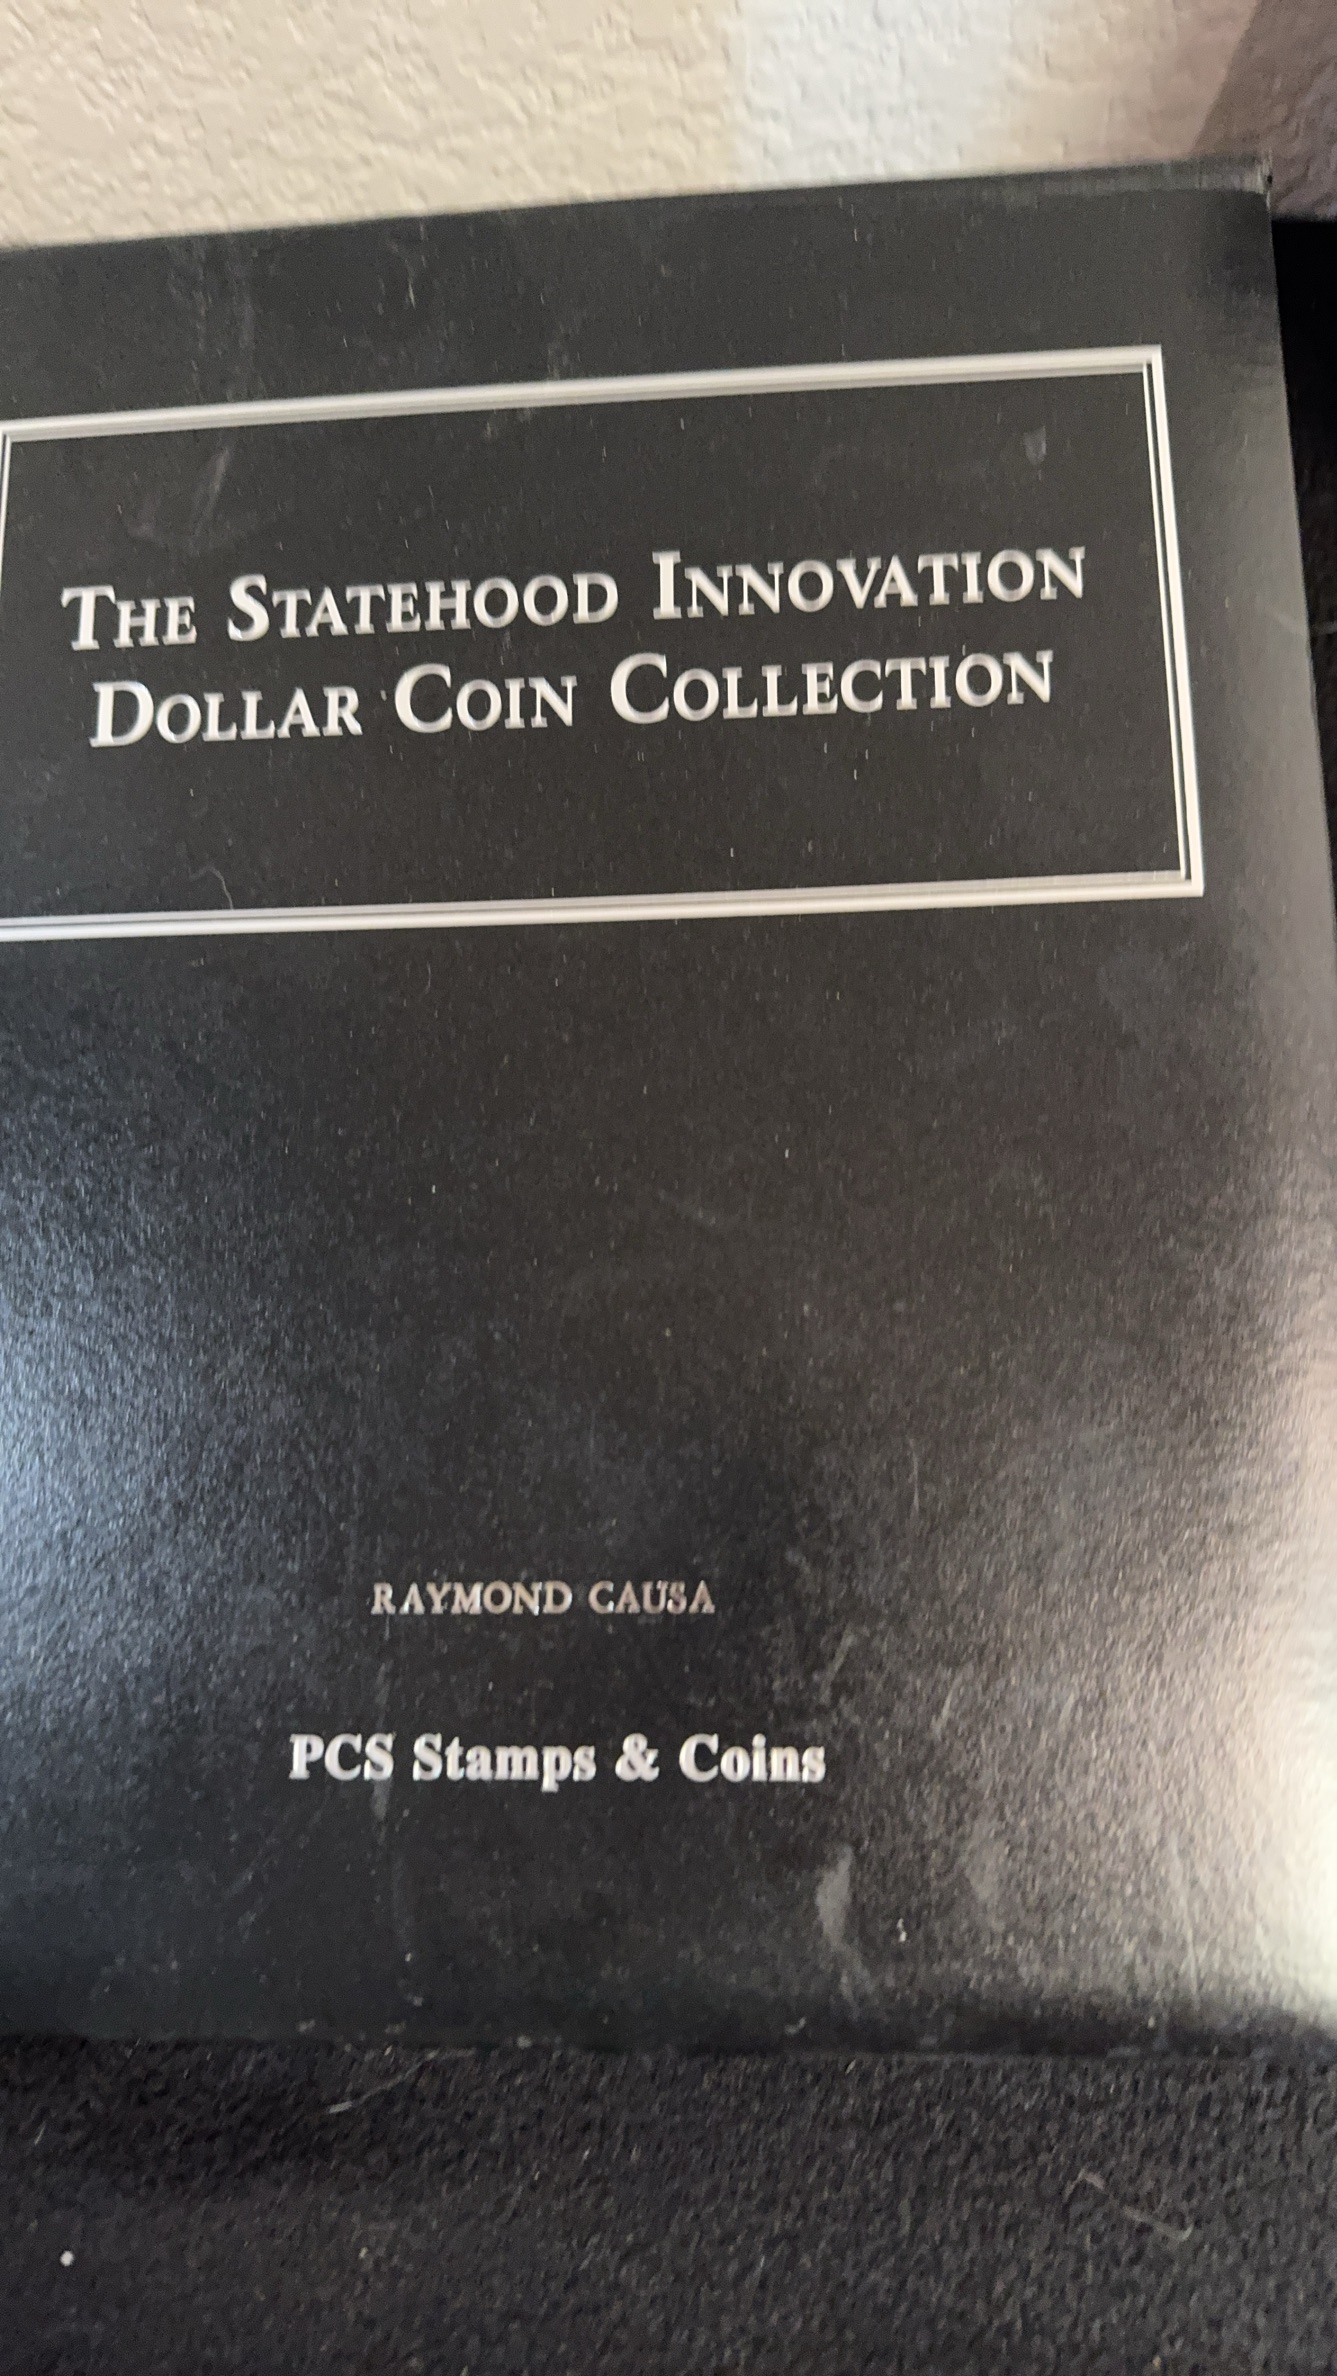 THE STATEHOOD INNOVATION
DOLLAR COIN COLLECTION
RAYMOND CAUSA
PCS Stamps & Coins